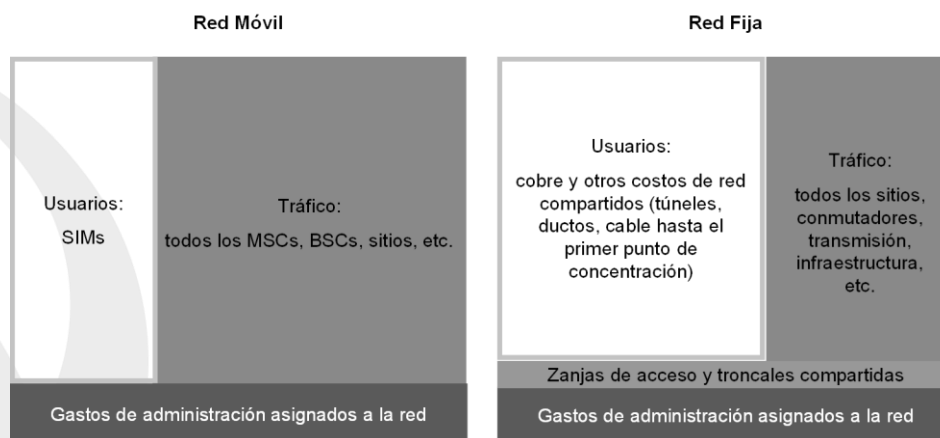 Red Móvil
Usuarios:
SIMs
Tráfico:
todos los MSCs, BSCs, sitios, etc.
Gastos de administración asignados a la red
Red Fija
Usuarios:
cobre y otros costos de red
compartidos (túneles,
ductos, cable hasta el
primer punto de
concentración)
Tráfico:
todos los sitios,
conmutadores,
transmisión,
infraestructura,
etc.
Zanjas de acceso y troncales compartidas
Gastos de administración asignados a la red